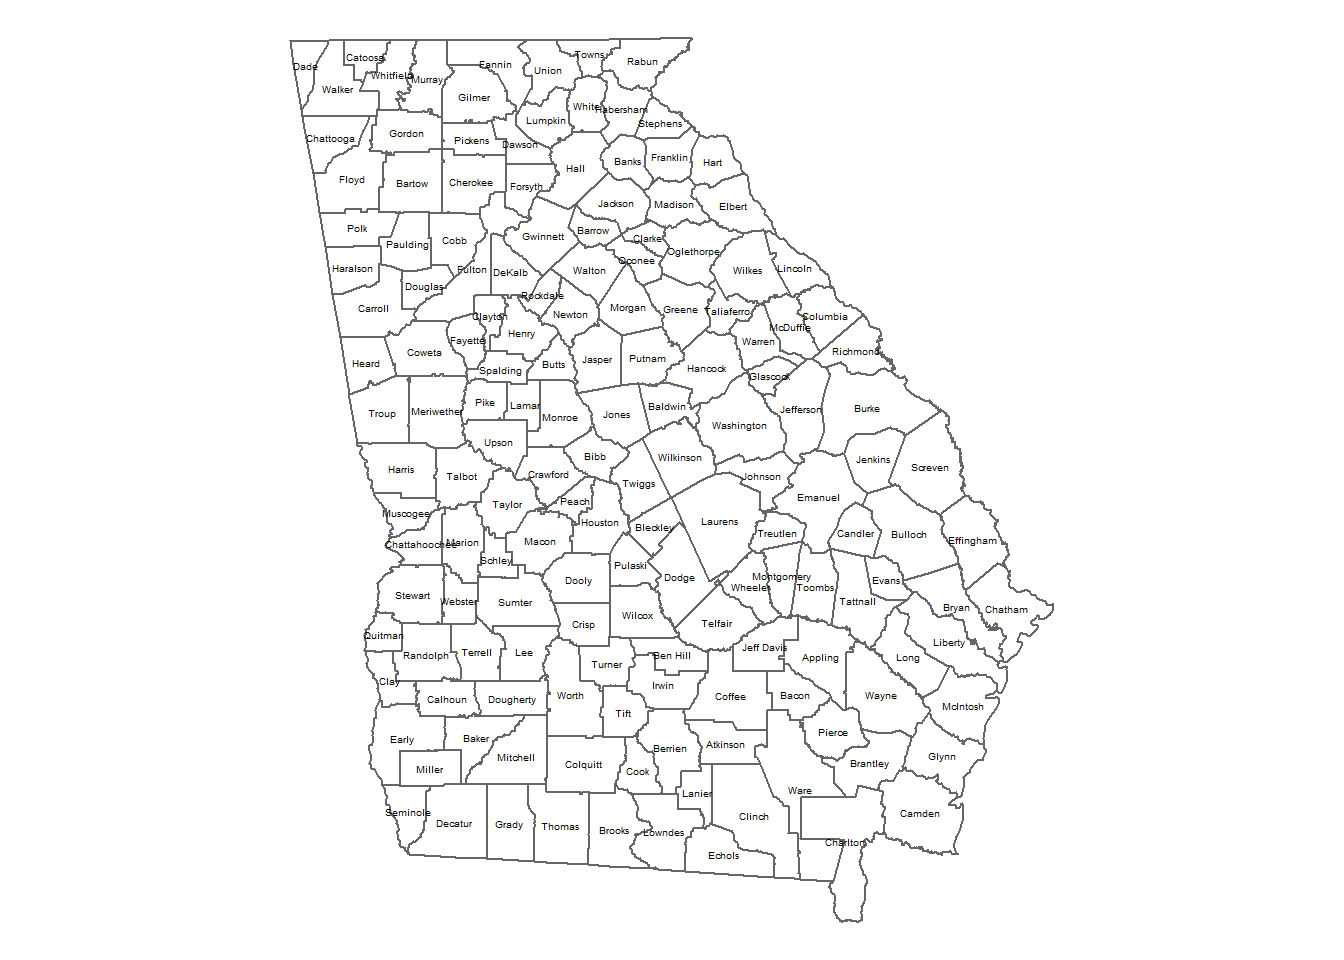 Dade
Catoosa
Whitfield
Walker
Murray
Fannin
Union
Towns
Rabun
Gilmer
White
Habersham
Lumpkin
Stephens
Chattooga
Gordon
Pickens
Dawson
Hall
Banks
Franklin
Hart
Floyd
Bartow
Cherokee
Forsyth
Jackson
Madison
Elbert
Polk
Paulding
Cobb
Gwinnett
Barrow
Clarke
Oglethorpe
Oconee
Haralson
Fulton
DeKalb
Walton
Wilkes
Lincoln
Douglas
Rockdale
Carroll
Clayton
Newton
Morgan
Greene
Taliaferro
Columbia
McDuffie
Fayette
Henry
Warren
Richmond
Coweta
Heard
Spalding
Butts
Jasper
Putnam
Hancock
Glascock
Troup
Meriwether
Pike
Lamar
Monroe
Jones
Baldwin
Washington
Jefferson
Burke
Upson
Bibb
Wilkinson
Jenkins
Screven
Harris
Talbot
Crawford
Twiggs
Johnson
Emanuel
Taylor
Peach
Muscogee
Houston
Bleckley
Laurens
Treutlen
Candler
Bulloch
Effingham
Chattahoochee
Marion
Macon
Schley
Pulaski
Dodge
Dooly
Montgomery
Wheeler
Toombs
Evans
Stewart
Webster
Sumter
Tattnall
Bryan
Chatham
Wilcox
Crisp
Telfair
Quitman
Liberty
Randolph
Terrell
Lee
Turner
Ben Hill
Jeff Davis
Appling
Long
Clay
Irwin
Calhoun
Dougherty
Worth
Coffee
Bacon
Wayne
McIntosh
Tift
Early
Baker
Pierce
Berrien
Atkinson
Mitchell
Glynn
Miller
Colquitt
Cook
Brantley
Lanier
Ware
Seminole
Decatur
Grady
Thomas
Brooks
Lowndes
Clinch
Camden
Charlton
Echols